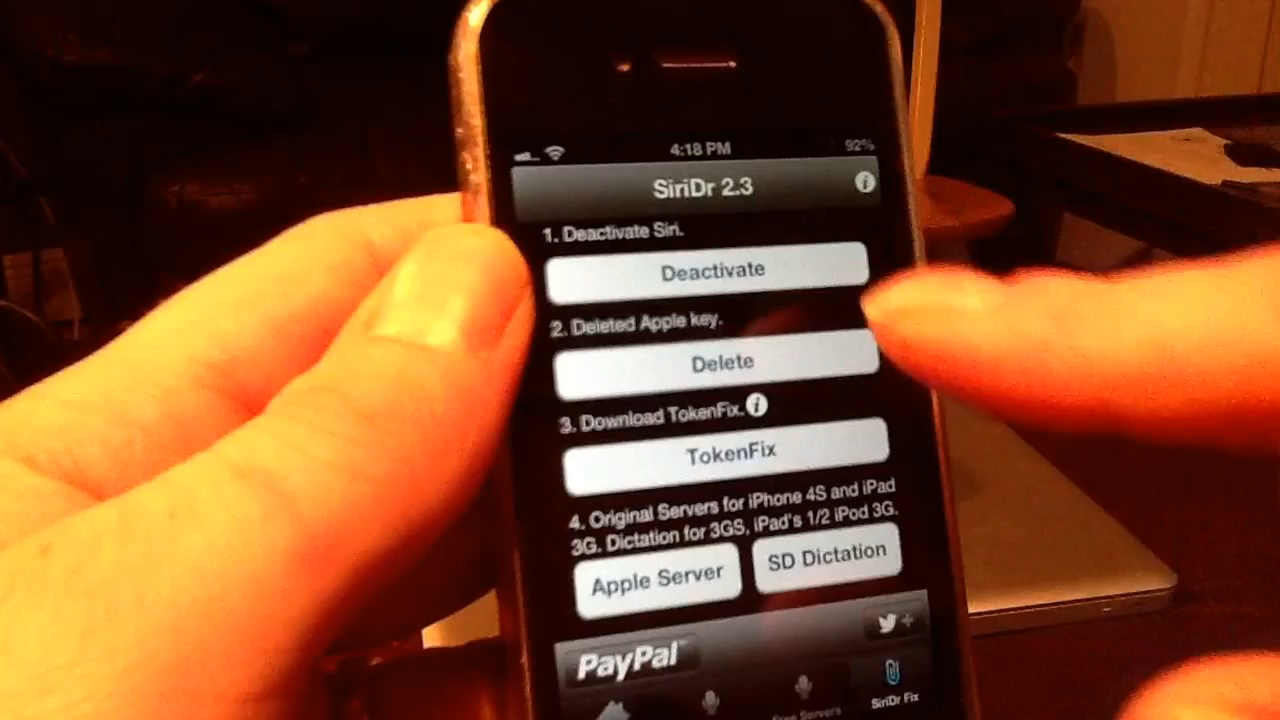 4:18 PM
92%
SiriDr 2.3
1. Deactivate Siri.
Deactivate
2. Deleted Apple key.
Delete
3. Download TokenFix.
TokenFix
4. Original Servers for iPhone 4S and iPad
3G. Dictation for 3GS, iPad's 1/2 iPod 3G.
Apple Server
SD Dictation
PayPal
Free Servers
SiriDr Fix